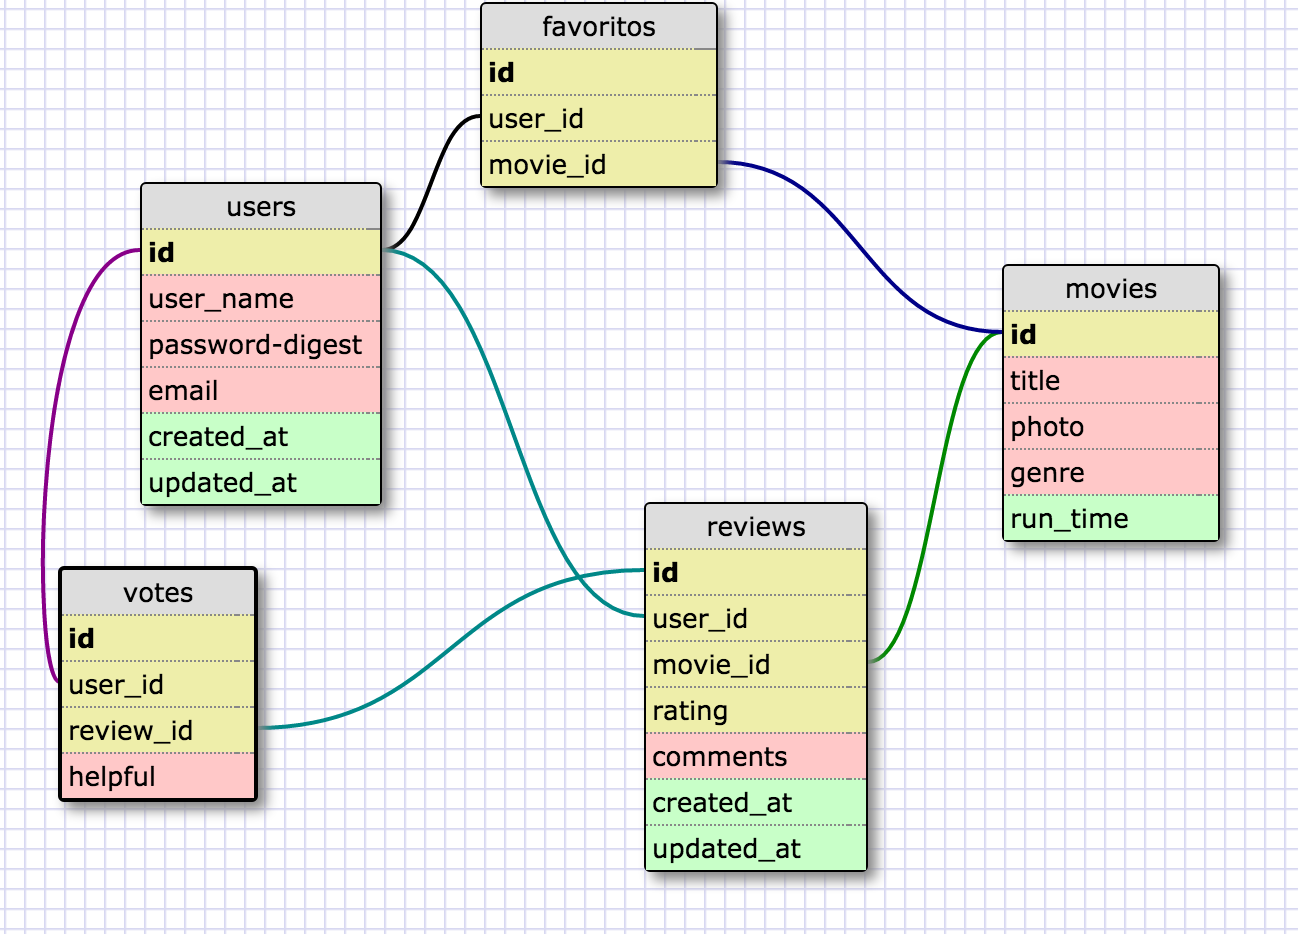 favoritos
id
user_id
movie_id
users
id
user_name
password-digest
email
created_at
updated_at
movies
id
title
photo
genre
run_time
reviews
id
user_id
movie_id
rating
comments
created_at
updated_at
votes
id
user_id
review_id
helpful